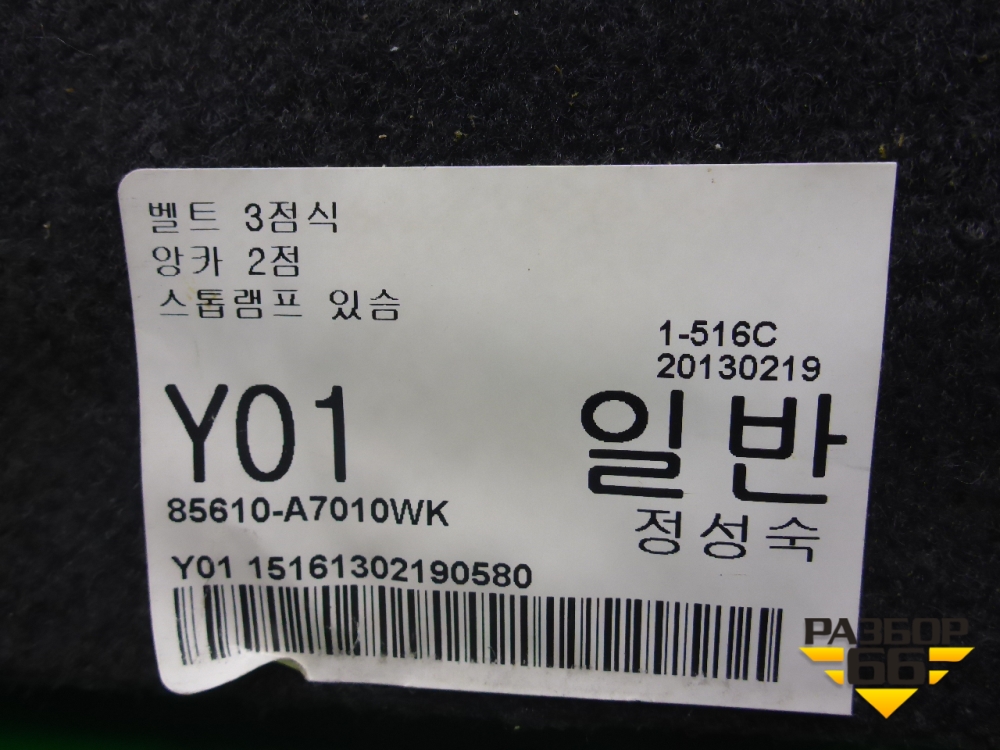 벨트 3점식
앙카 2점
스톱램프 있슴
1-516C
20130219
Y01
일반
85610-A7010WK
정성숙
Y01 15161302190580
РАЗБОР
66